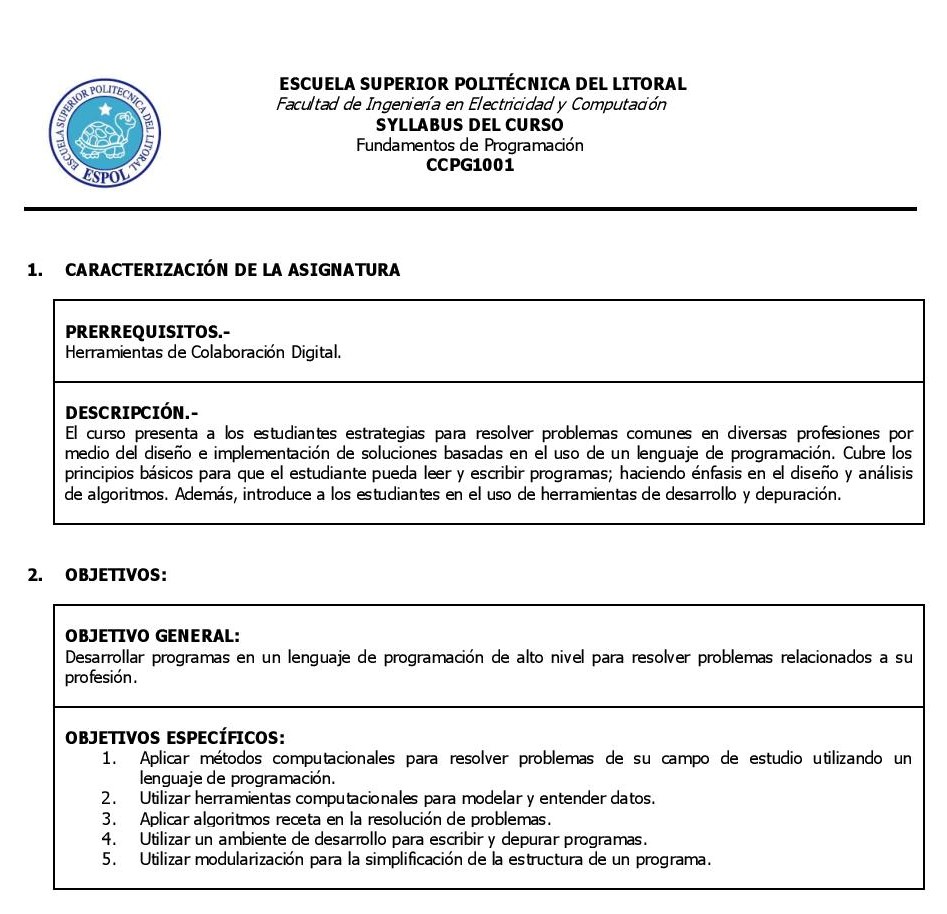 ESCUELA SUPERIOR POLITECNICA DEL LITORAL
ESPOL
ESCUELA SUPERIOR POLITÉCNICA DEL LITORAL
Facultad de Ingeniería en Electricidad y Computación
SYLLABUS DEL CURSO
Fundamentos de Programación
CCPG1001
1. CARACTERIZACIÓN DE LA ASIGNATURA
PRERREQUISITOS.-
Herramientas de Colaboración Digital.
DESCRIPCIÓN.-
El curso presenta a los estudiantes estrategias para resolver problemas comunes en diversas profesiones por
medio del diseño e implementación de soluciones basadas en el uso de un lenguaje de programación. Cubre los
principios básicos para que el estudiante pueda leer y escribir programas; haciendo énfasis en el diseño y análisis
de algoritmos. Además, introduce a los estudiantes en el uso de herramientas de desarrollo y depuración.
2. OBJETIVOS:
OBJETIVO GENERAL:
Desarrollar programas en un lenguaje de programación de alto nivel para resolver problemas relacionados a su
profesión.
OBJETIVOS ESPECÍFICOS:
1. Aplicar métodos computacionales para resolver problemas de su campo de estudio utilizando un
lenguaje de programación.
2. Utilizar herramientas computacionales para modelar y entender datos.
3. Aplicar algoritmos receta en la resolución de problemas.
4. Utilizar un ambiente de desarrollo para escribir y depurar programas.
5. Utilizar modularización para la simplificación de la estructura de un programa.